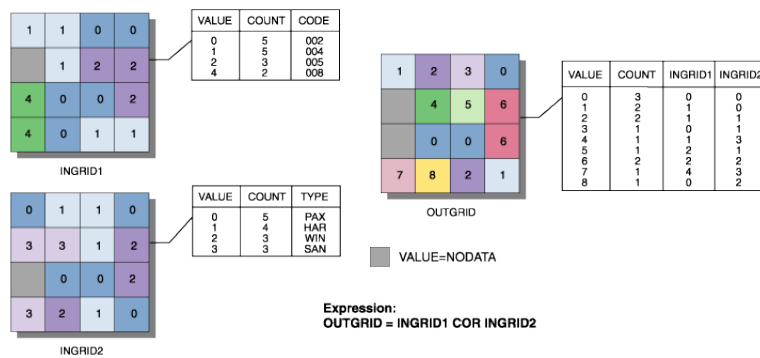 1 1 0 0
1 2 2
4 0 0 2
4 0 1 1
INGRID1
VALUE COUNT CODE
0 5 002
1 5 004
2 3 005
4 2 008
0 1 1 0
3 3 1 2
0 0 2
3 2 1 0
INGRID2
VALUE COUNT TYPE
0 5 PAX
1 4 HAR
2 3 WIN
3 3 SAN
1 2 3 0
4 5 6
0 0 6
7 8 2 1
OUTGRID
VALUE COUNT INGRID1 INGRID2
0 3 0 0
1 2 1 0
2 2 1 1
3 1 0 1
4 1 1 3
5 1 2 1
6 2 2 2
7 1 4 3
8 1 0 2
VALUE=NODATA
Expression:
OUTGRID = INGRID1 COR INGRID2